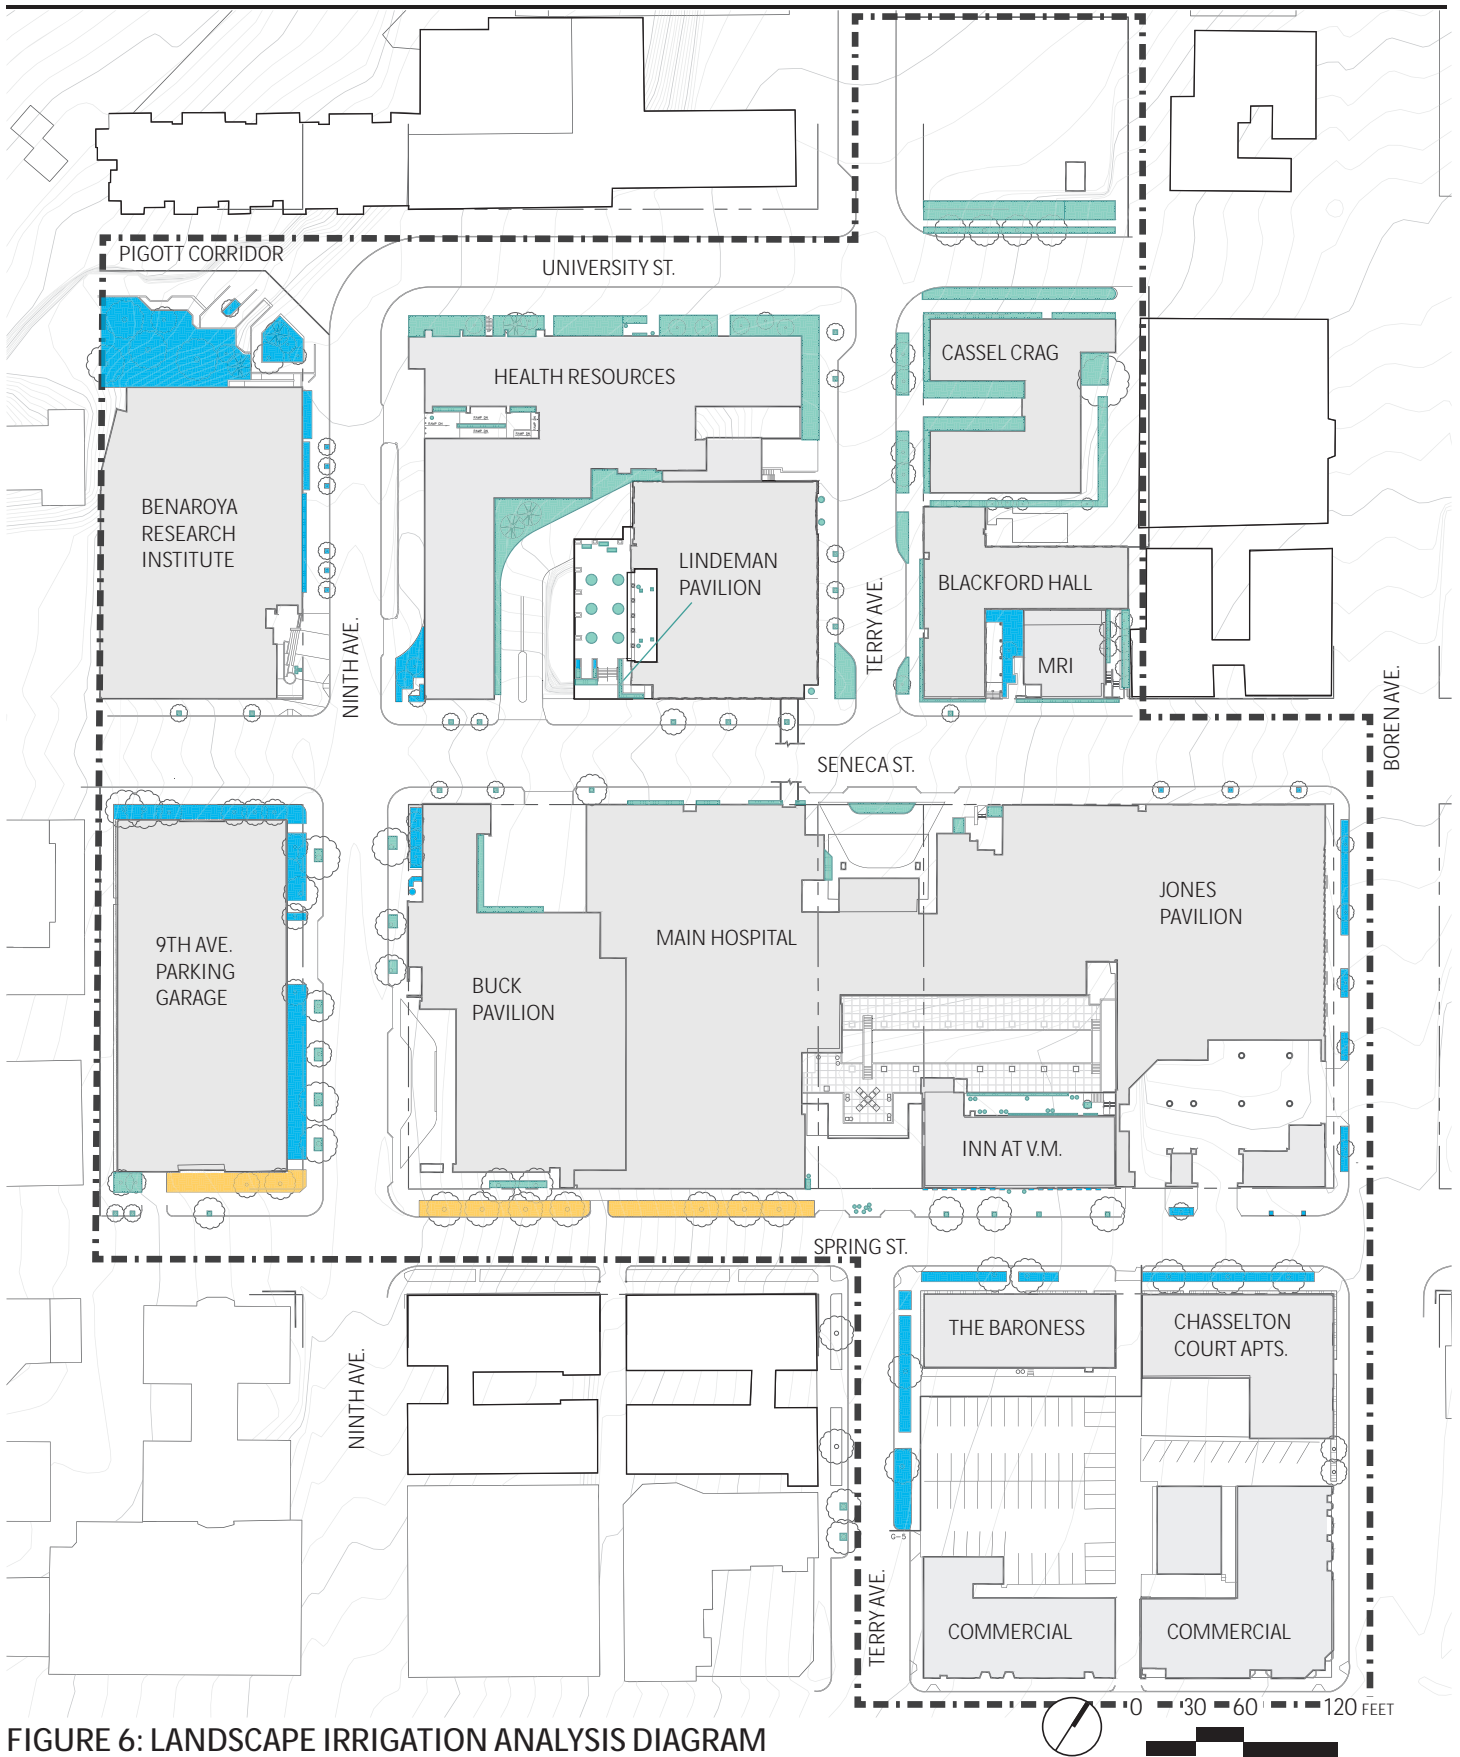 PIGOTT CORRIDOR
UNIVERSITY ST.
HEALTH RESOURCES
CASSEL CRAG
BENAROYA
RESEARCH
INSTITUTE
LINDEMAN
PAVILION
BLACKFORD HALL
MRI
NINTH AVE.
TERRY AVE.
BOREN AVE.
SENECA ST.
9TH AVE.
PARKING
GARAGE
BUCK
PAVILION
MAIN HOSPITAL
JONES
PAVILION
INN AT V.M.
SPRING ST.
THE BARONESS
CHASSELTON
COURT APTS.
NINTH AVE.
G-5
TERRY AVE.
COMMERCIAL
COMMERCIAL
0 30 60 120 FEET
FIGURE 6: LANDSCAPE IRRIGATION ANALYSIS DIAGRAM